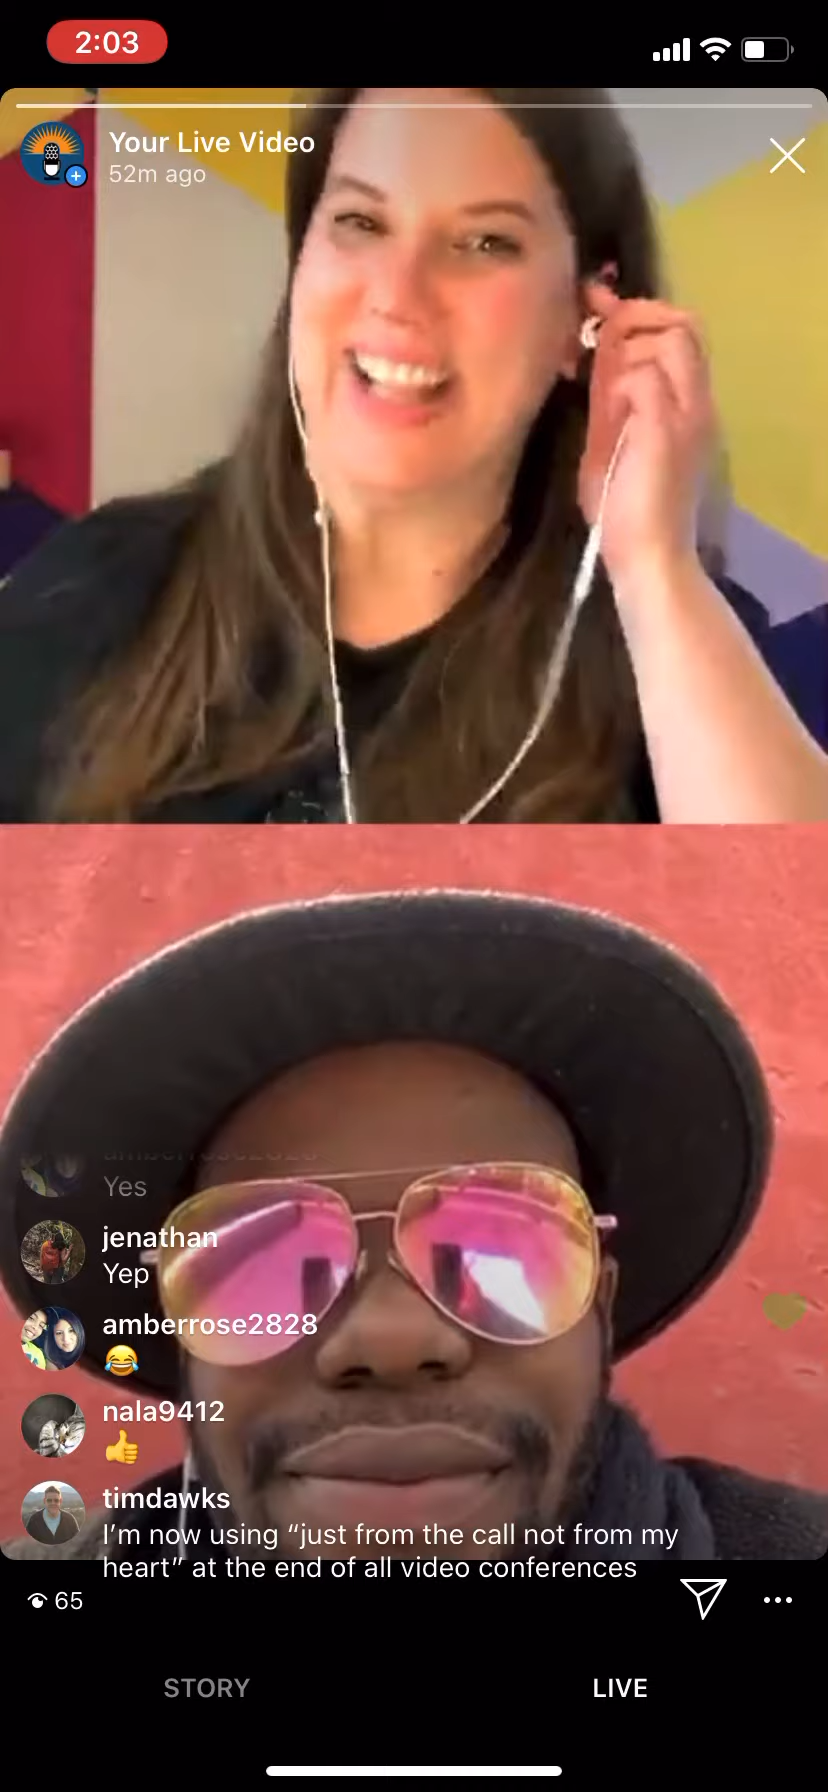 2:03
Your Live Video
52m ago
amberrose2828
Yes
jenathan
Yep
amberrose2828
😂
nala9412
👍
timdawks
I'm now using “just from the call not from my
heart” at the end of all video conferences
65
STORY
LIVE